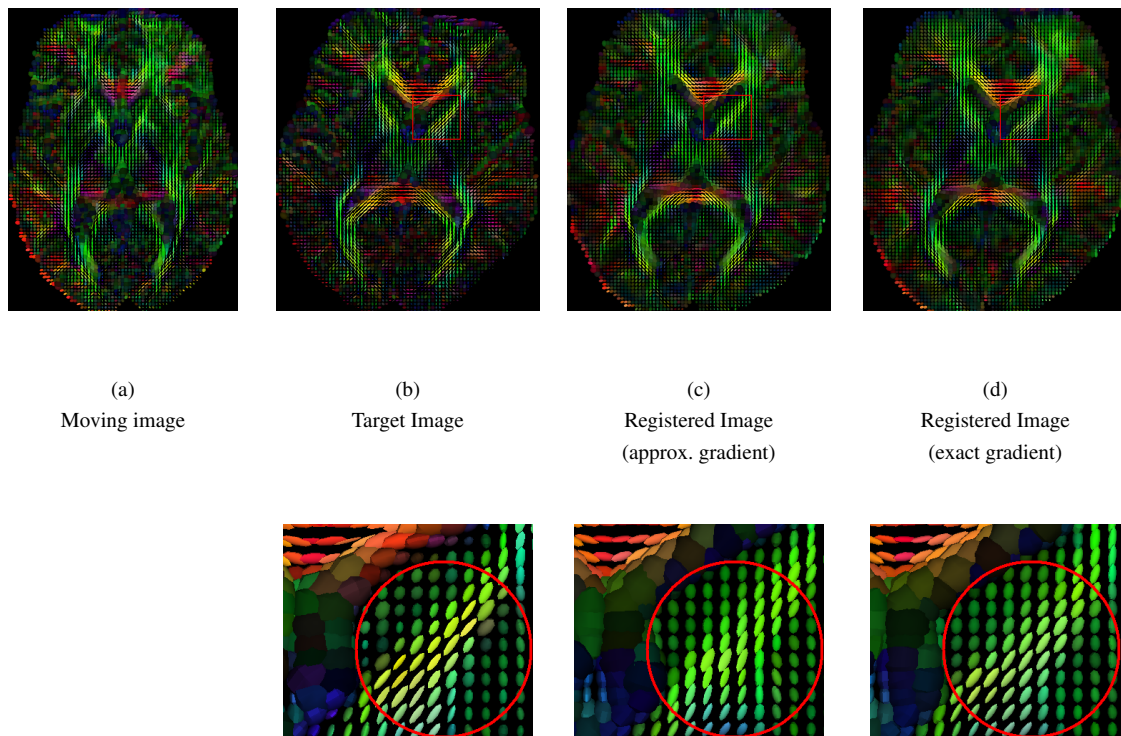 (a)
Moving image
(b)
Target Image
(c)
Registered Image
(approx. gradient)
(d)
Registered Image
(exact gradient)